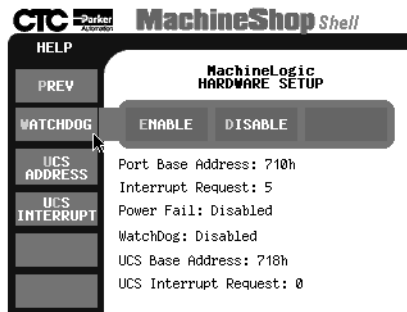 CTC Parker Automation MachineShop Shell
HELP
MachineLogic
HARDWARE SETUP
PREV
WATCHDOG ENABLE DISABLE
UCS
ADDRESS
UCS
INTERRUPT
Port Base Address: 710h
Interrupt Request: 5
Power Fail: Disabled
WatchDog: Disabled
UCS Base Address: 718h
UCS Interrupt Request: 0